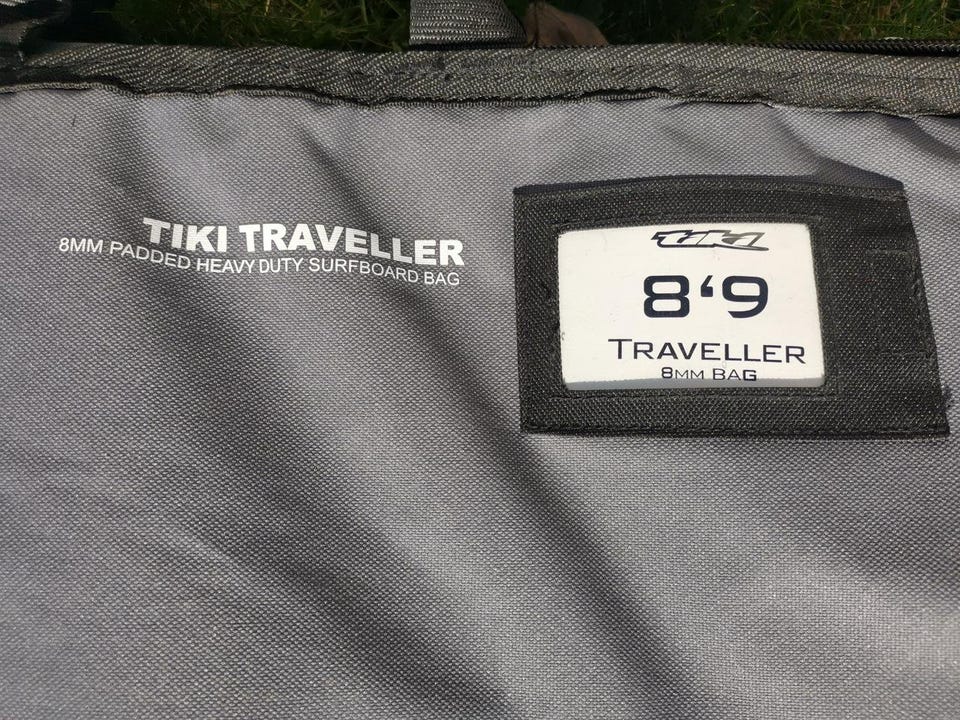 TIKI TRAVELLER
8MM PADDED HEAVY DUTY SURFBOARD BAG
tiki
8‘9
TRAVELLER
8MM BAG